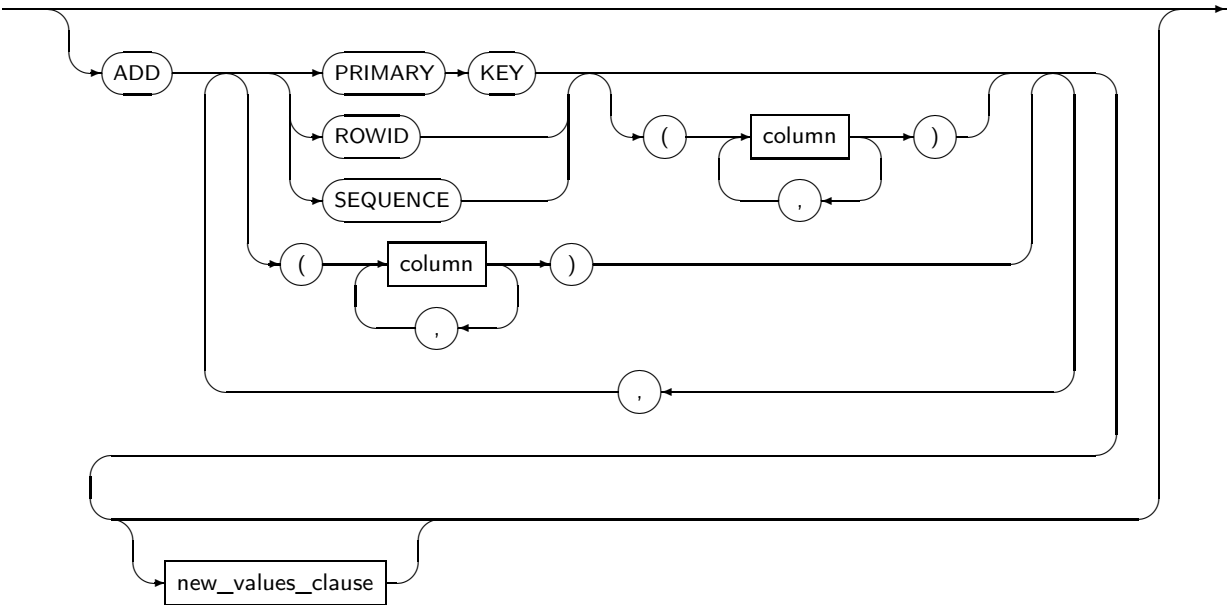 ADD PRIMARY KEY
ROWID ( column )
SEQUENCE ,
( column )
,
,
new_values_clause